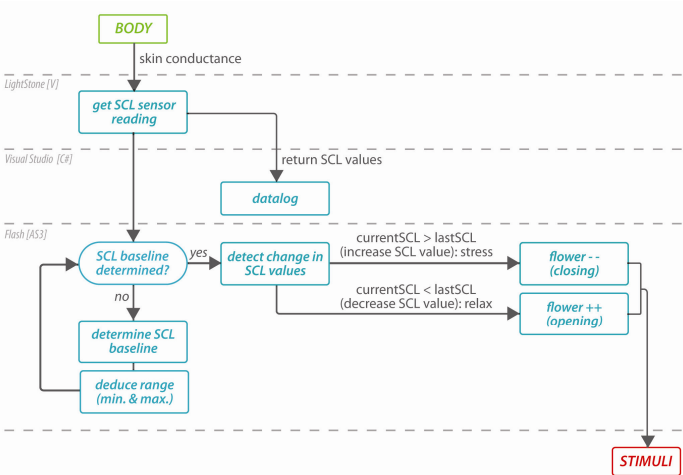 BODY
skin conductance
LightStone [V]
get SCL sensor
reading
Visual Studio [C#]
return SCL values
datalog
Flash [AS3]
SCL baseline
determined?
yes
detect change in
SCL values
currentSCL > lastSCL
(increase SCL value): stress
flower - -
(closing)
currentSCL < lastSCL
(decrease SCL value): relax
flower ++
(opening)
no
determine SCL
baseline
deduce range
(min. & max.)
STIMULI